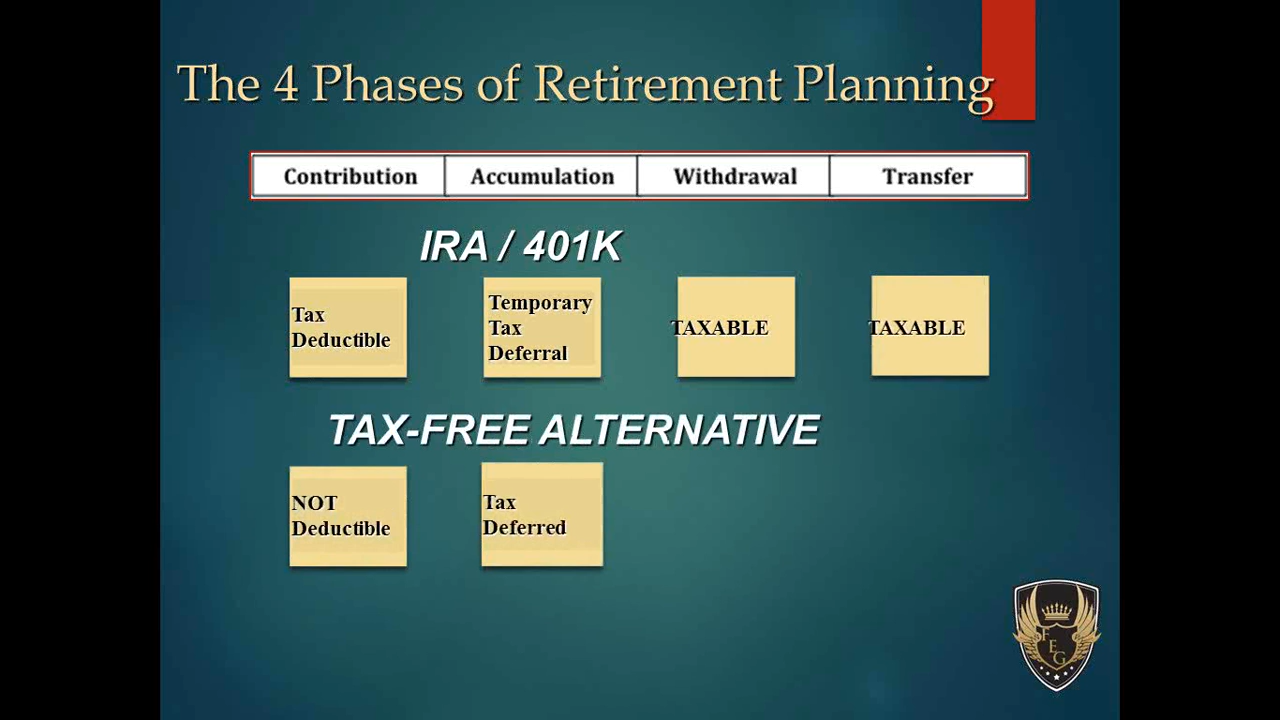 The 4 Phases of Retirement Planning
Contribution Accumulation Withdrawal Transfer
IRA / 401K
Tax
Deductible
Temporary
Tax
Deferral
TAXABLE
TAXABLE
TAX-FREE ALTERNATIVE
NOT
Deductible
Tax
Deferred
FEG